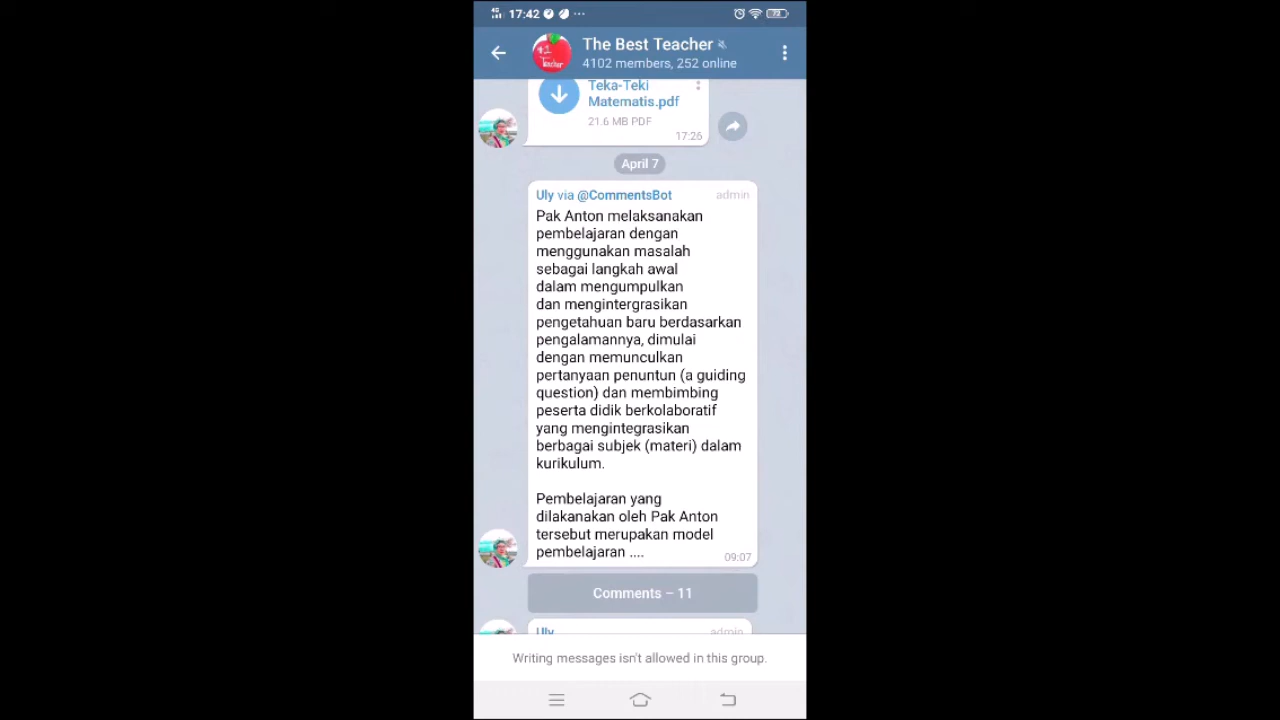 17:42
72
The Best Teacher
4102 members, 252 online
Teka-Teki
Matematis.pdf
21.6 MB PDF
17:26
April 7
Uly via @CommentsBot admin
Pak Anton melaksanakan
pembelajaran dengan
menggunakan masalah
sebagai langkah awal
dalam mengumpulkan
dan mengintergrasikan
pengetahuan baru berdasarkan
pengalamannya, dimulai
dengan memunculkan
pertanyaan penuntun (a guiding
question) dan membimbing
peserta didik berkolaboratif
yang mengintegrasikan
berbagai subjek (materi) dalam
kurikulum.
Pembelajaran yang
dilakanakan oleh Pak Anton
tersebut merupakan model
pembelajaran ....
09:07
Comments – 11
Uly admin
Writing messages isn't allowed in this group.